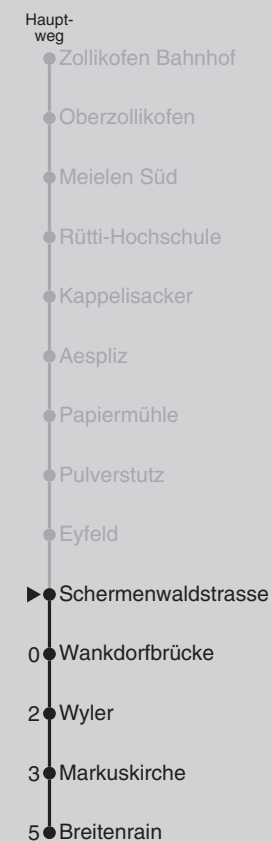 Haupt-
weg
Zollikofen Bahnhof
Oberzollikofen
Meielen Süd
Rütti-Hochschule
Kappelisacker
Aespliz
Papiermühle
Pulverstutz
Eyfeld
Schermenwaldstrasse
0 Wankdorfbrücke
2 Wyler
3 Markuskirche
5 Breitenrain